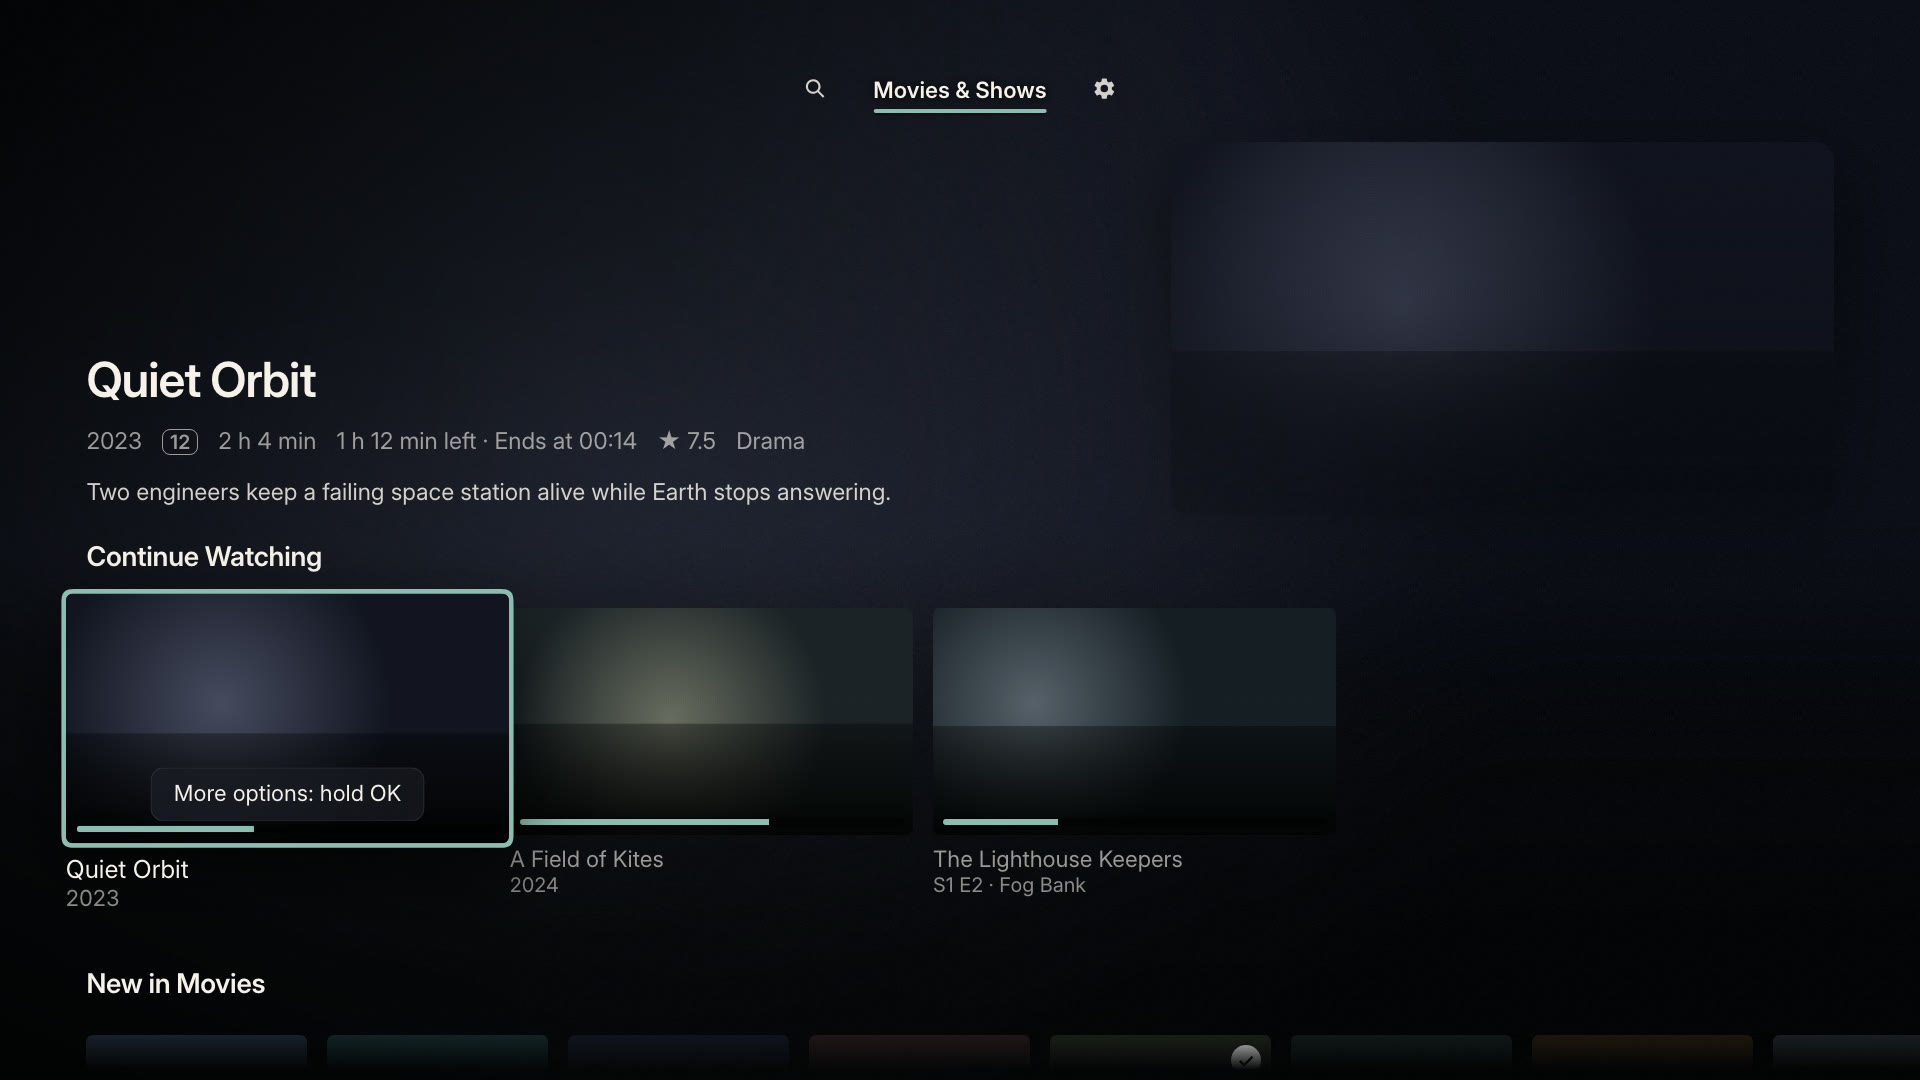 Movies & Shows
Quiet Orbit
2023 12 2 h 4 min 1 h 12 min left · Ends at 00:14 ★ 7.5 Drama
Two engineers keep a failing space station alive while Earth stops answering.
Continue Watching
More options: hold OK
Quiet Orbit
2023
A Field of Kites
2024
The Lighthouse Keepers
S1 E2 · Fog Bank
New in Movies